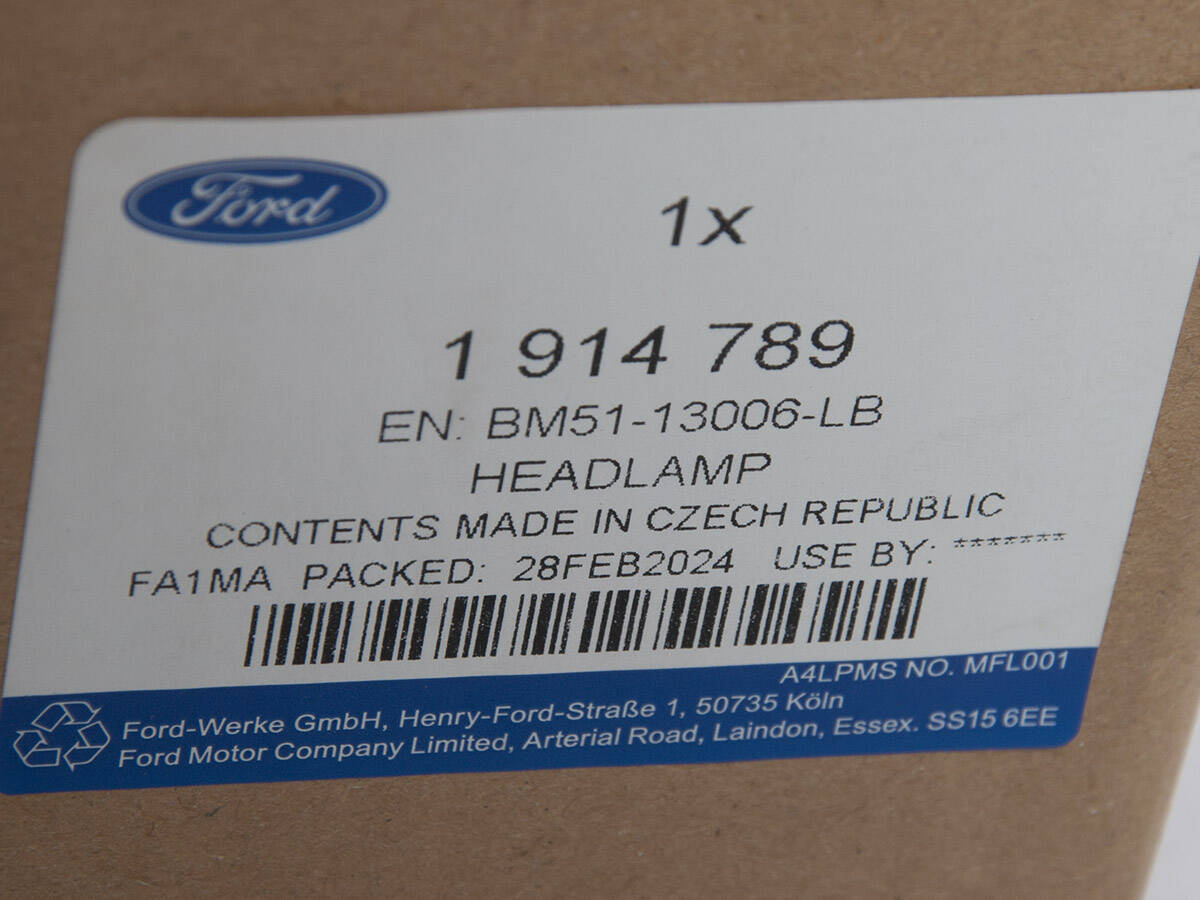 Ford
1x
1 914 789
EN: BM51-13006-LB
HEADLAMP
CONTENTS MADE IN CZECH REPUBLIC
FA1MA PACKED: 28FEB2024 USE BY: *******
A4LPMS NO. MFL001
Ford-Werke GmbH, Henry-Ford-Straße 1, 50735 Köln
Ford Motor Company Limited, Arterial Road, Laindon, Essex. SS15 6EE